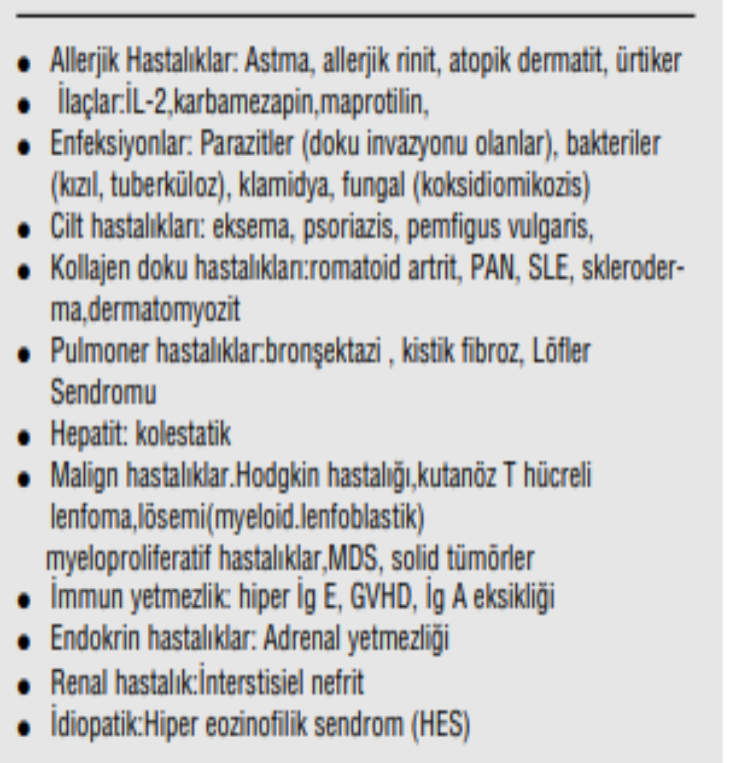 ● Allerjik Hastalıklar: Astma, allerjik rinit, atopik dermatit, ürtiker
● İlaçlar:İL-2,karbamezapin,maprotilin,
● Enfeksiyonlar: Parazitler (doku invazyonu olanlar), bakteriler
(kızıl, tuberküloz), klamidya, fungal (koksidiomikozis)
● Cilt hastalıkları: eksema, psoriazis, pemfigus vulgaris,
● Kollajen doku hastalıkları:romatoid artrit, PAN, SLE, skleroder-
ma,dermatomyozit
● Pulmoner hastalıklar:bronşektazi , kistik fibroz, Löfler
Sendromu
● Hepatit: kolestatik
● Malign hastalıklar.Hodgkin hastalığı,kutanöz T hücreli
lenfoma,lösemi(myeloid.lenfoblastik)
myeloproliferatif hastalıklar,MDS, solid tümörler
● İmmun yetmezlik: hiper İg E, GVHD, İg A eksikliği
● Endokrin hastalıklar: Adrenal yetmezliği
● Renal hastalık:İnterstisiel nefrit
● İdiopatik:Hiper eozinofilik sendrom (HES)